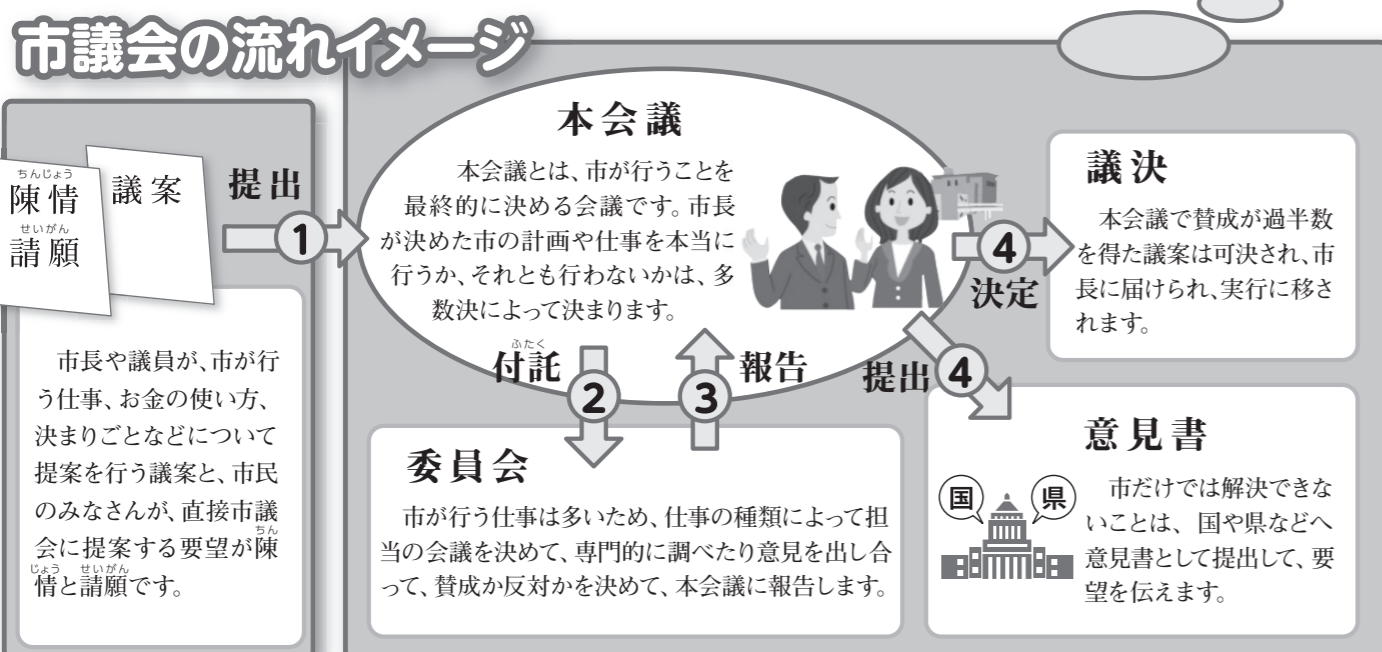 市議会の流れイメージ
ちんじょう
陳情
せいがん
請願
議案
提出
1
市長や議員が、市が行
う仕事、お金の使い方、
決まりごとなどについて
提案を行う議案と、市民
のみなさんが、直接市議
会に提案する要望が陳
ちん
じょう せいがん
情と請願です。
本会議
本会議とは、市が行うことを
最終的に決める会議です。市長
が決めた市の計画や仕事を本当に
行うか、それとも行わないかは、多
数決によって決まります。
ふたく
付託
2
3
報告
委員会
市が行う仕事は多いため、仕事の種類によって担
当の会議を決めて、専門的に調べたり意見を出し合
って、賛成か反対かを決めて、本会議に報告します。
4
決定
議決
本会議で賛成が過半数
を得た議案は可決され、市
長に届けられ、実行に移さ
れます。
提出
4
意見書
国
県
市だけでは解決できな
いことは、国や県などへ
意見書として提出して、要
望を伝えます。